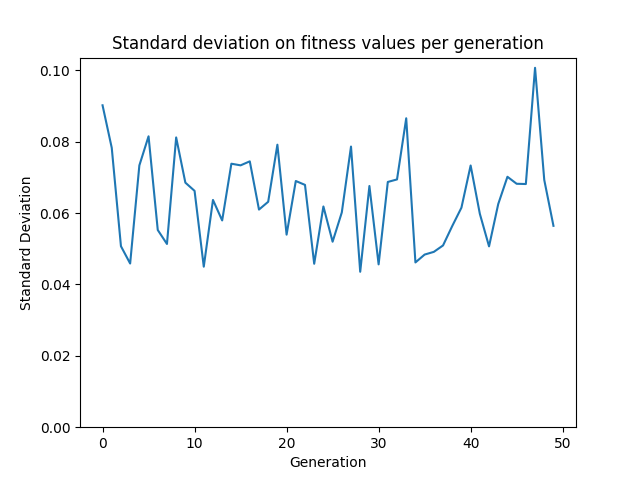 Standard deviation on fitness values per generation
0.10
0.08
0.06
0.04
0.02
0.00
Standard Deviation
0 10 20 30 40 50
Generation